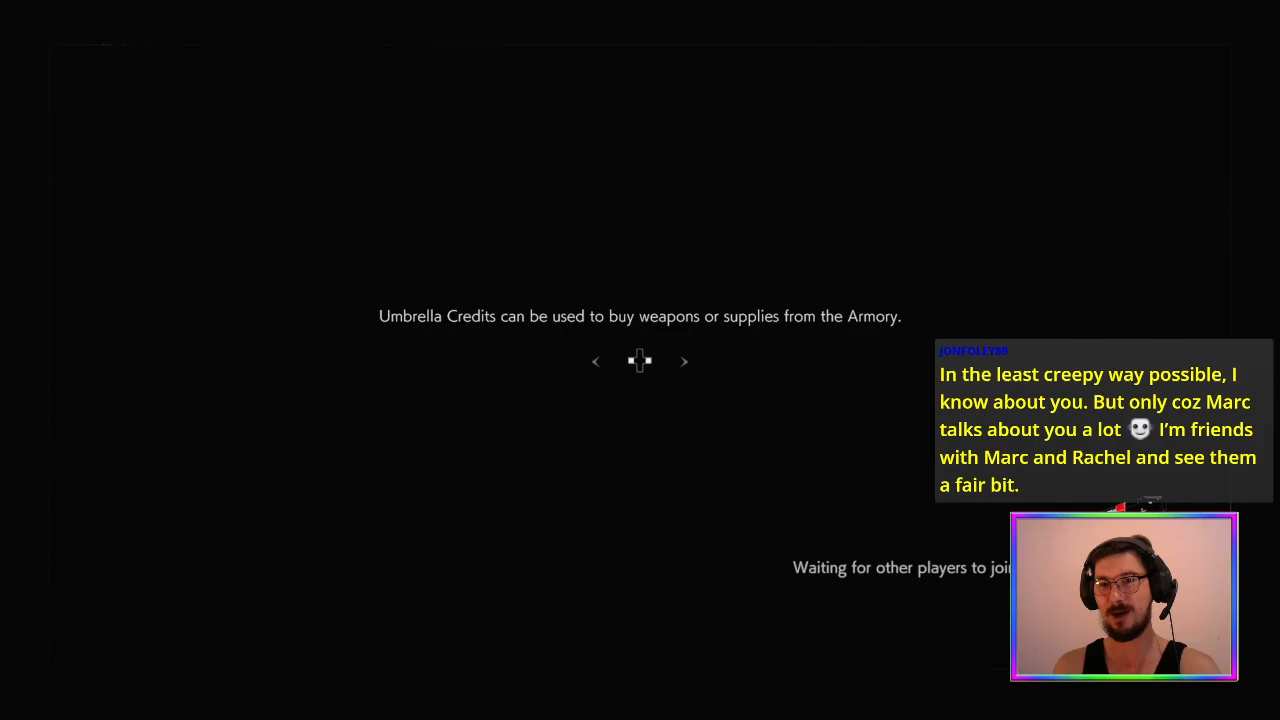 Umbrella Credits can be used to buy weapons or supplies from the Armory.
JONFOLEY69
In the least creepy way possible, I
know about you. But only coz Marc
talks about you a lot I'm friends
with Marc and Rachel and see them
a fair bit.
Waiting for other players to join